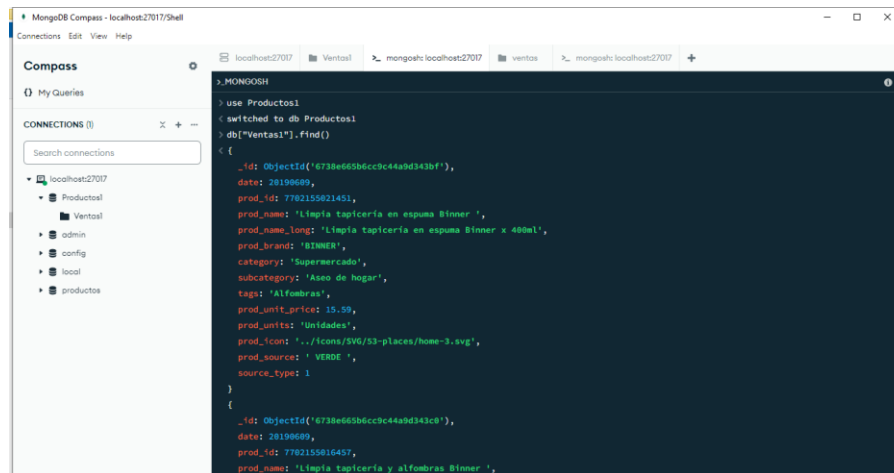 MongoDB Compass - localhost:27017/Shell
Connections Edit View Help
Compass
{} My Queries
CONNECTIONS (1)
Search connections
localhost:27017
Productos1
Ventas1
admin
config
local
productos
localhost:27017 Ventas1 >_ mongosh: localhost:27017 ventas >_ mongosh: localhost:27017 +
>_MONGOSH
> use Productos1
< switched to db Productos1
> db["Ventas1"].find()
< {
_id: ObjectId('6738e665b6cc9c44a9d343bf'),
date: 20190609,
prod_id: 7702155021451,
prod_name: 'Limpia tapicería en espuma Binner ',
prod_name_long: 'Limpia tapicería en espuma Binner x 400ml',
prod_brand: 'BINNER',
category: 'Supermercado',
subcategory: 'Aseo de hogar',
tags: 'Alfombras',
prod_unit_price: 15.59,
prod_units: 'Unidades',
prod_icon: '../icons/SVG/53-places/home-3.svg',
prod_source: ' VERDE ',
source_type: 1
}
{
_id: ObjectId('6738e665b6cc9c44a9d343c0'),
date: 20190609,
prod_id: 7702155016457,
prod_name: 'Limpia tapicería y alfombras Binner ',